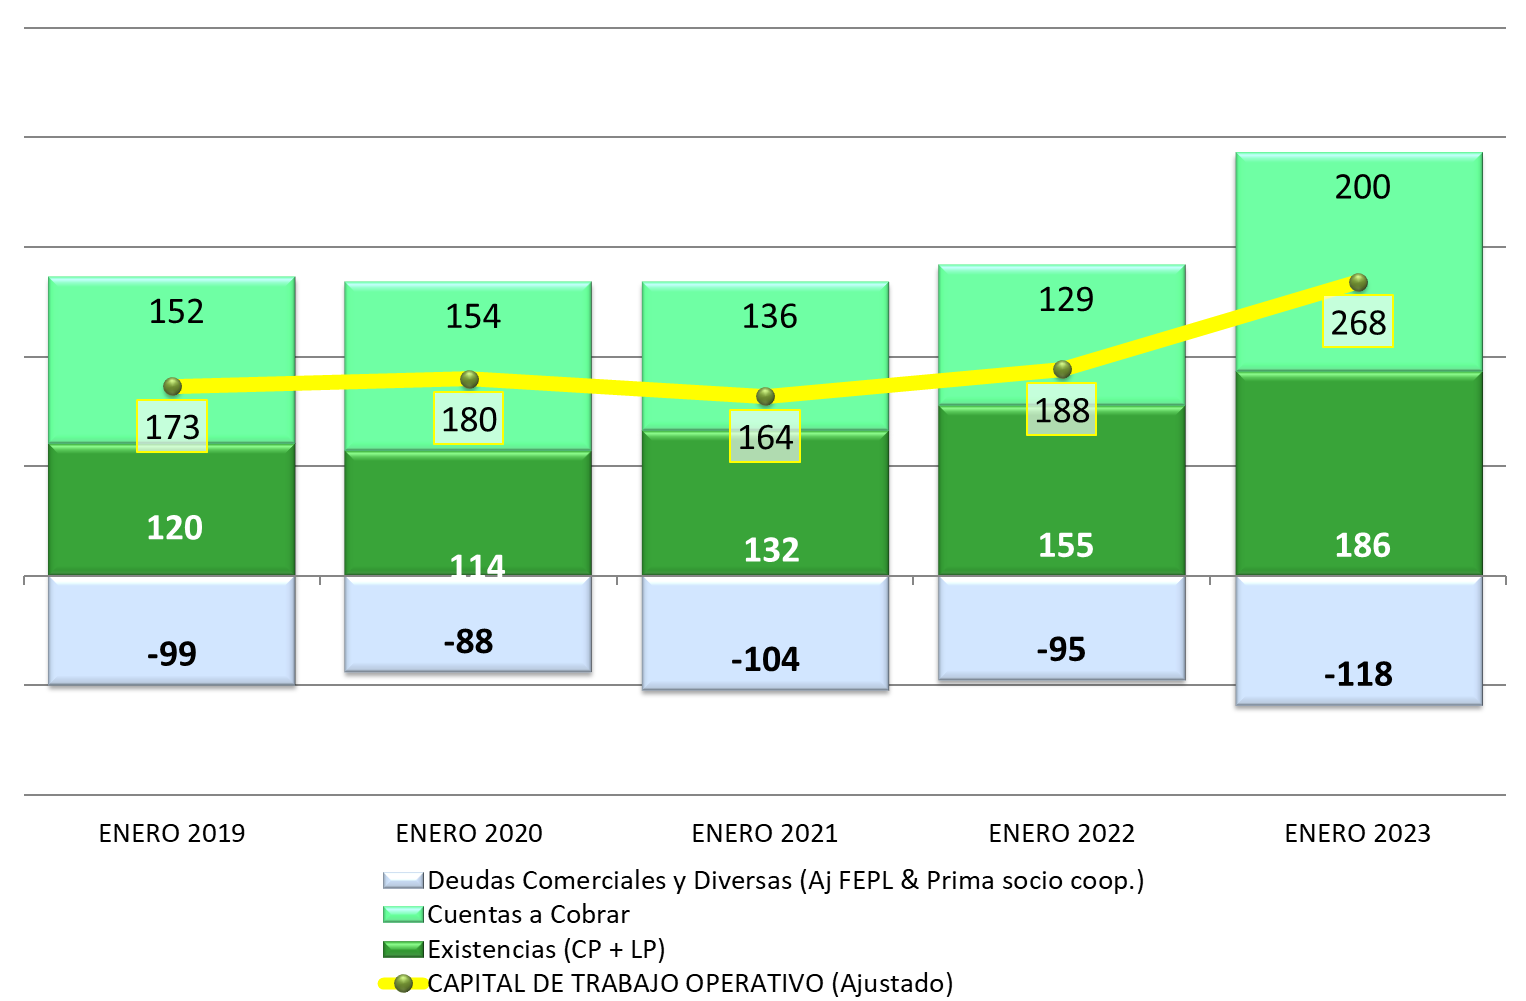 200
152
154
136
129
268
173
180
164
188
120
114
132
155
186
-99
-88
-104
-95
-118
ENERO 2019
ENERO 2020
ENERO 2021
ENERO 2022
ENERO 2023
Deudas Comerciales y Diversas (Aj FEPL & Prima socio coop.)
Cuentas a Cobrar
Existencias (CP + LP)
CAPITAL DE TRABAJO OPERATIVO (Ajustado)